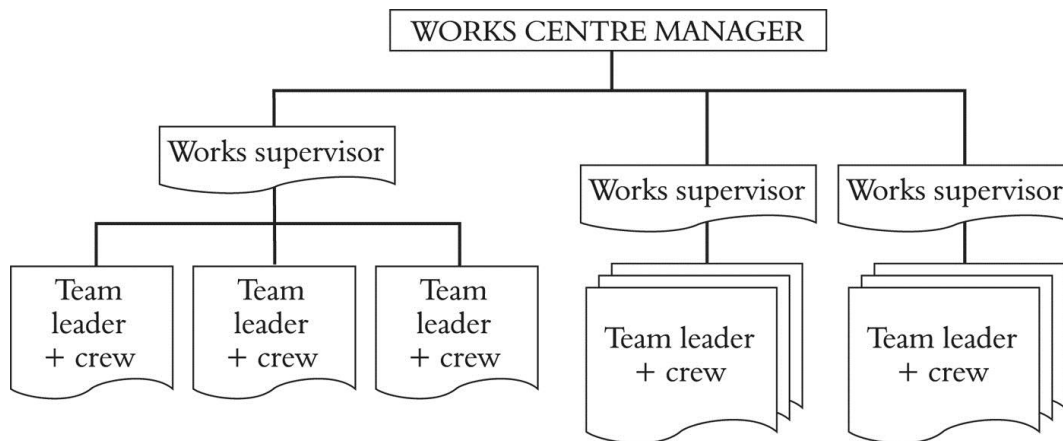 WORKS CENTRE MANAGER
Works supervisor
Works supervisor
Works supervisor
Team
leader
+ crew
Team
leader
+ crew
Team
leader
+ crew
Team leader
+ crew
Team leader
+ crew